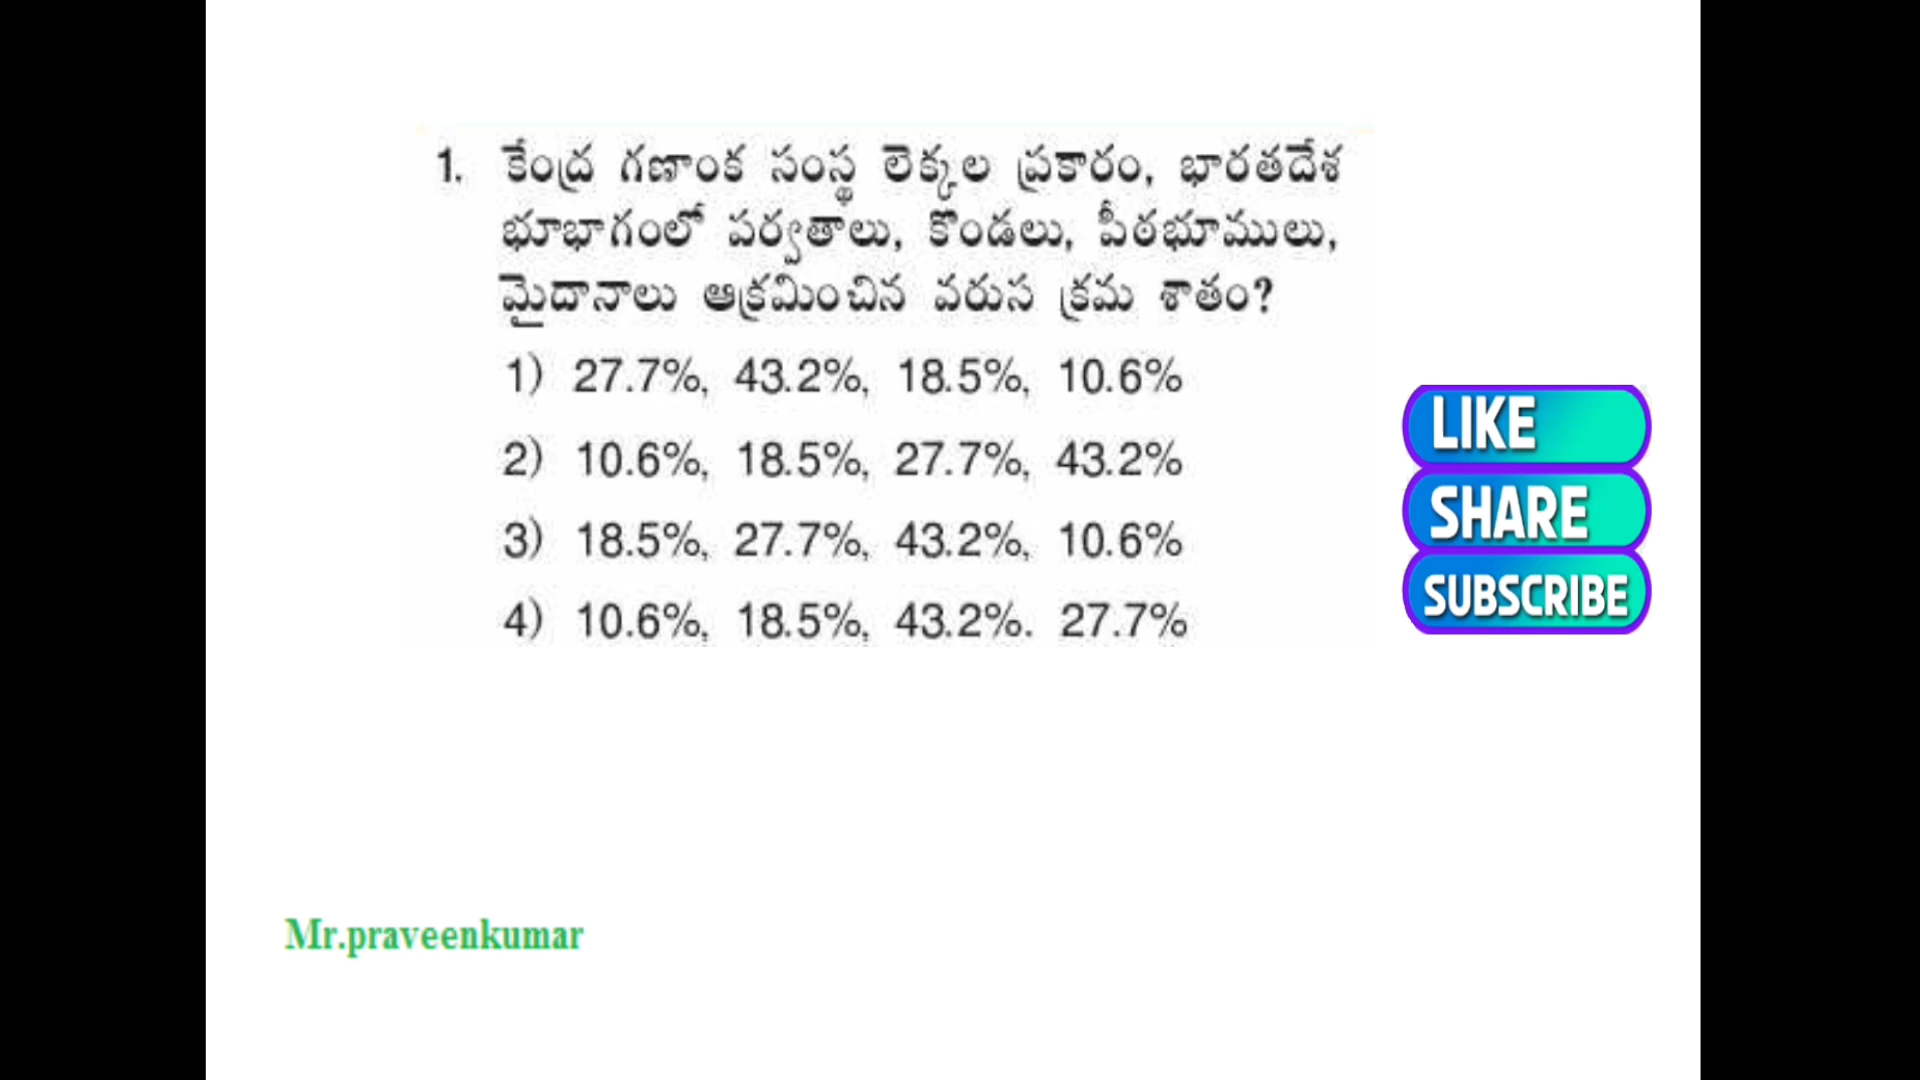 1. కేంద్ర గణాంక సంస్థ లెక్కల ప్రకారం, భారతదేశ
భూభాగంలో పర్వతాలు, కొండలు, పీఠభూములు,
మైదానాలు ఆక్రమించిన వరుస క్రమ శాతం?
1) 27.7%, 43.2%, 18.5%, 10.6%
2) 10.6%, 18.5%, 27.7%, 43.2%
3) 18.5%, 27.7%, 43.2%, 10.6%
4) 10.6%, 18.5%, 43.2%. 27.7%
LIKE
SHARE
SUBSCRIBE
Mr.praveenkumar